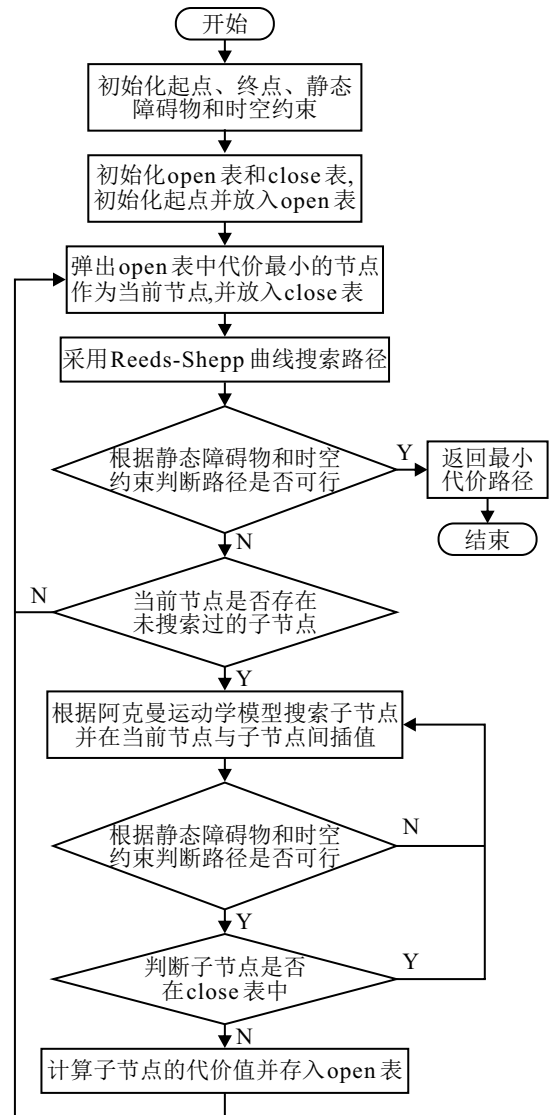 开始
初始化起点、终点、静态
障碍物和时空约束
初始化open表和close表,
初始化起点并放入open表
弹出open表中代价最小的节点
作为当前节点,并放入close表
采用Reeds-Shepp曲线搜索路径
根据静态障碍物和时空
约束判断路径是否可行
Y
返回最小
代价路径
结束
N
当前节点是否存在
未搜索过的子节点
N
Y
根据阿克曼运动学模型搜索子节点
并在当前节点与子节点间插值
根据静态障碍物和时空
约束判断路径是否可行
N
Y
判断子节点是否
在close表中
Y
N
计算子节点的代价值并存入open表